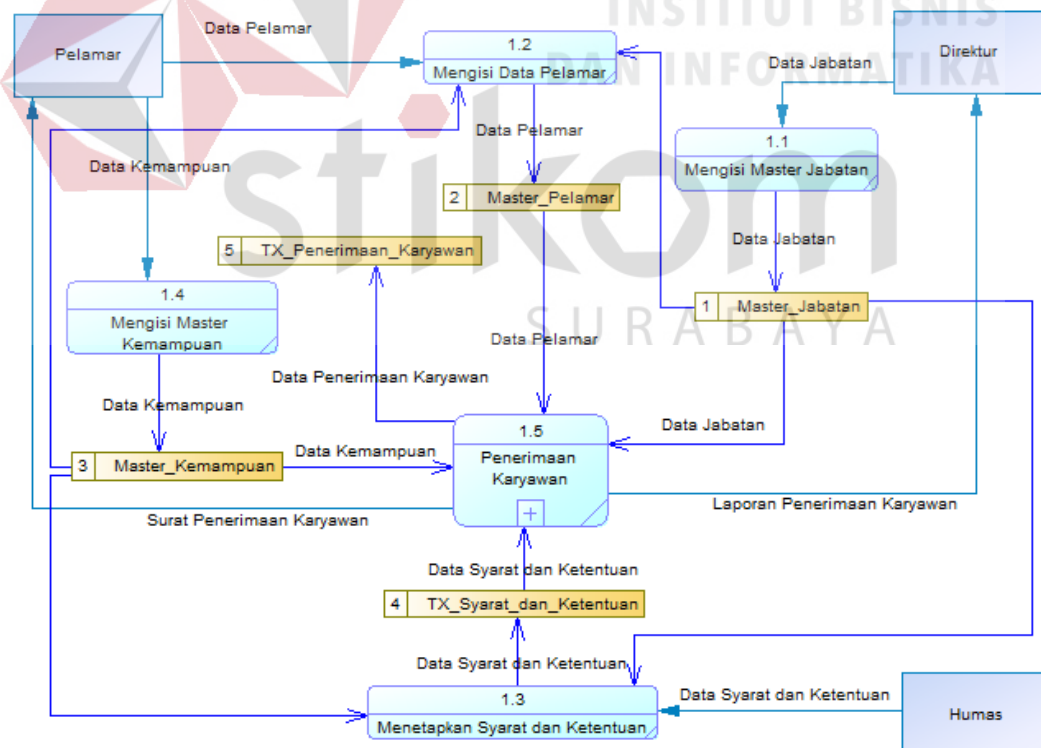 INSTITUT BISNIS
DAN INFORMATIKA
stikom
SURABAYA
Pelamar
Data Pelamar
1.2
Mengisi Data Pelamar
Data Jabatan
Direktur
Data Pelamar
1.1
Mengisi Master Jabatan
Data Kemampuan
2 Master_Pelamar
5 TX_Penerimaan_Karyawan
Data Jabatan
1.4
Mengisi Master
Kemampuan
1 Master_Jabatan
Data Pelamar
Data Penerimaan Karyawan
Data Kemampuan
Data Jabatan
1.5
Penerimaan
Karyawan
+
3 Master_Kemampuan
Data Kemampuan
Surat Penerimaan Karyawan
Laporan Penerimaan Karyawan
Data Syarat dan Ketentuan
4 TX_Syarat_dan_Ketentuan
Data Syarat dan Ketentuan
1.3
Menetapkan Syarat dan Ketentuan
Data Syarat dan Ketentuan
Humas